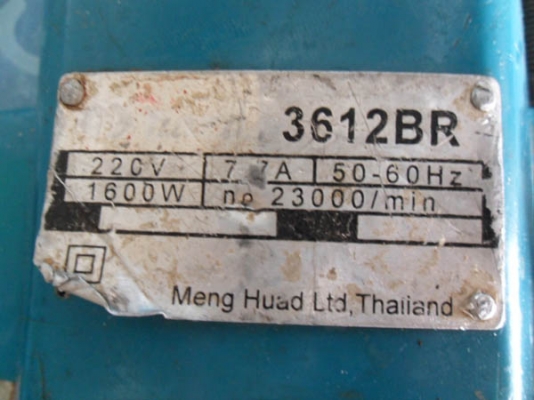 3612BR
220V 7.7A 50-60Hz
1600W no 23000/min
Meng Huad Ltd,Thailand